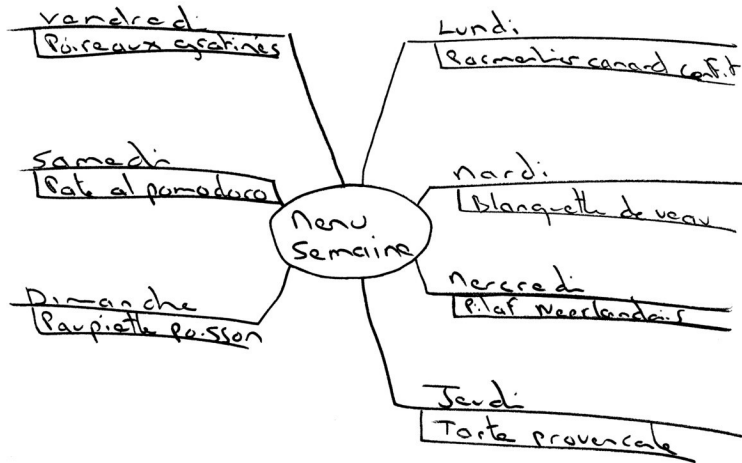 Menu
Semaine
Lundi
Parmentier canard confit
Mardi
Blanquette de veau
Mercredi
Pilaf Neerlandais
Jeudi
Torte provencale
Vendredi
Poireaux gratinés
Samedi
Pate al pomodoro
Dimanche
Paupiette poisson